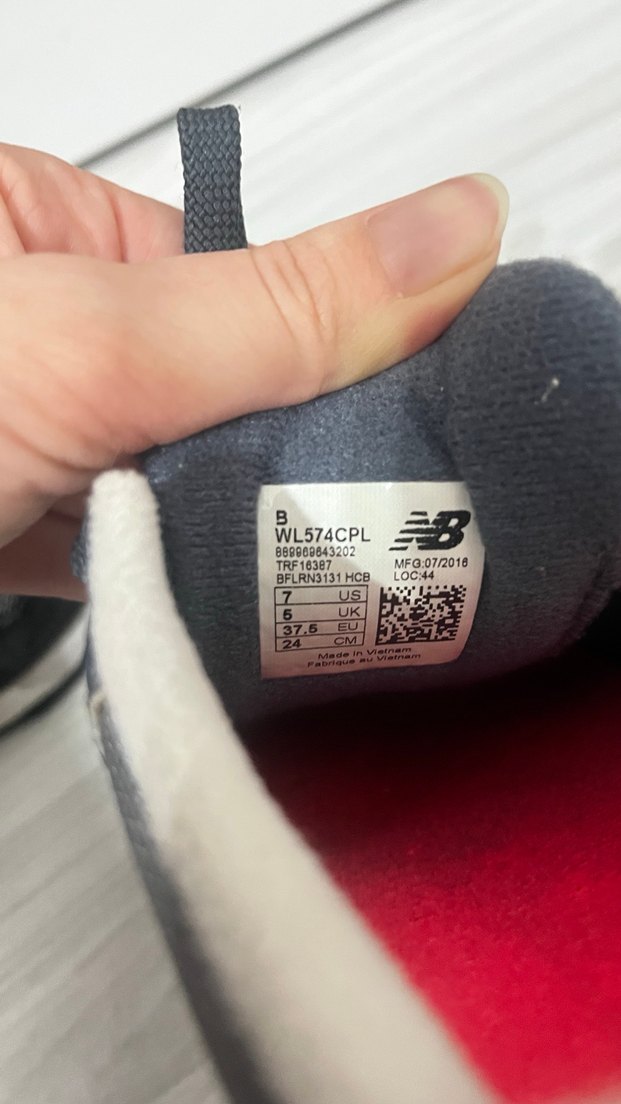 B
WL574CPL
889969643202
TRF16387
BFLRN3131 HCB
NB
MFG:07/2016
LOC:44
7 US
5 UK
37.5 EU
24 CM
Made in Vietnam
Fabriqué au Vietnam